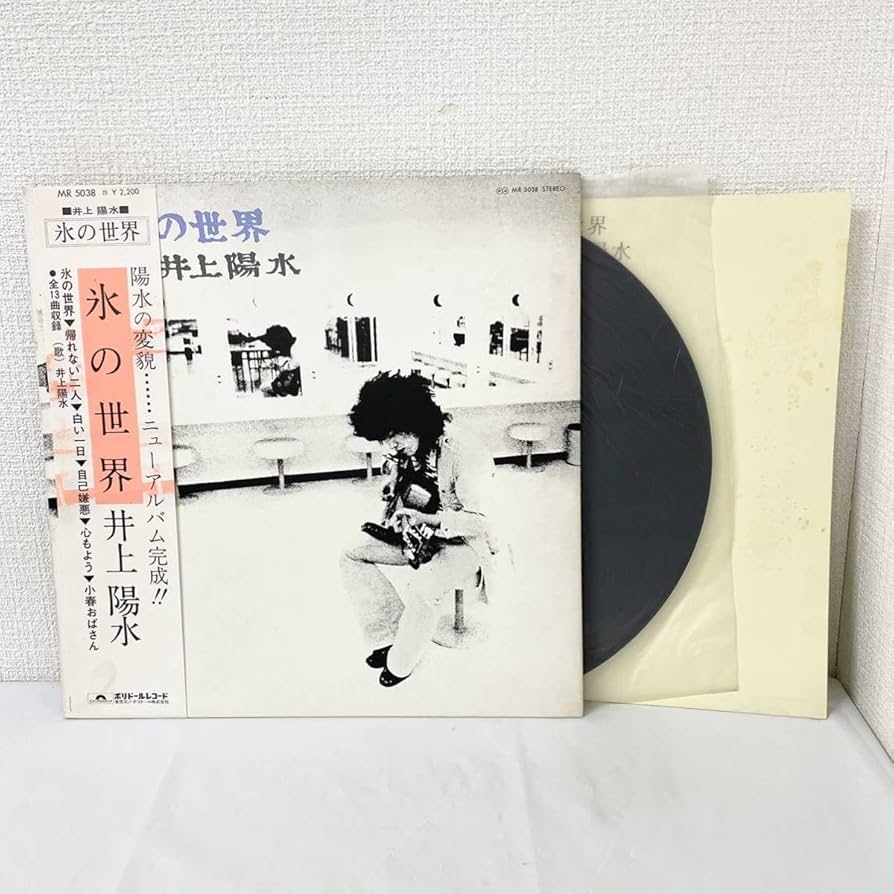 MR 5038 Ⓢ ¥2,200
■井上陽水■
氷の世界
陽水の変貌……ニューアルバム完成!!
氷の世界 井上陽水
氷の世界▼帰れない二人▼白い一日▼自己嫌悪▼心もよう▼小春おばさん
●全13曲収録 (歌)井上陽水
ポリドールレコード
MR 5038 STEREO
の世界
井上陽水
界